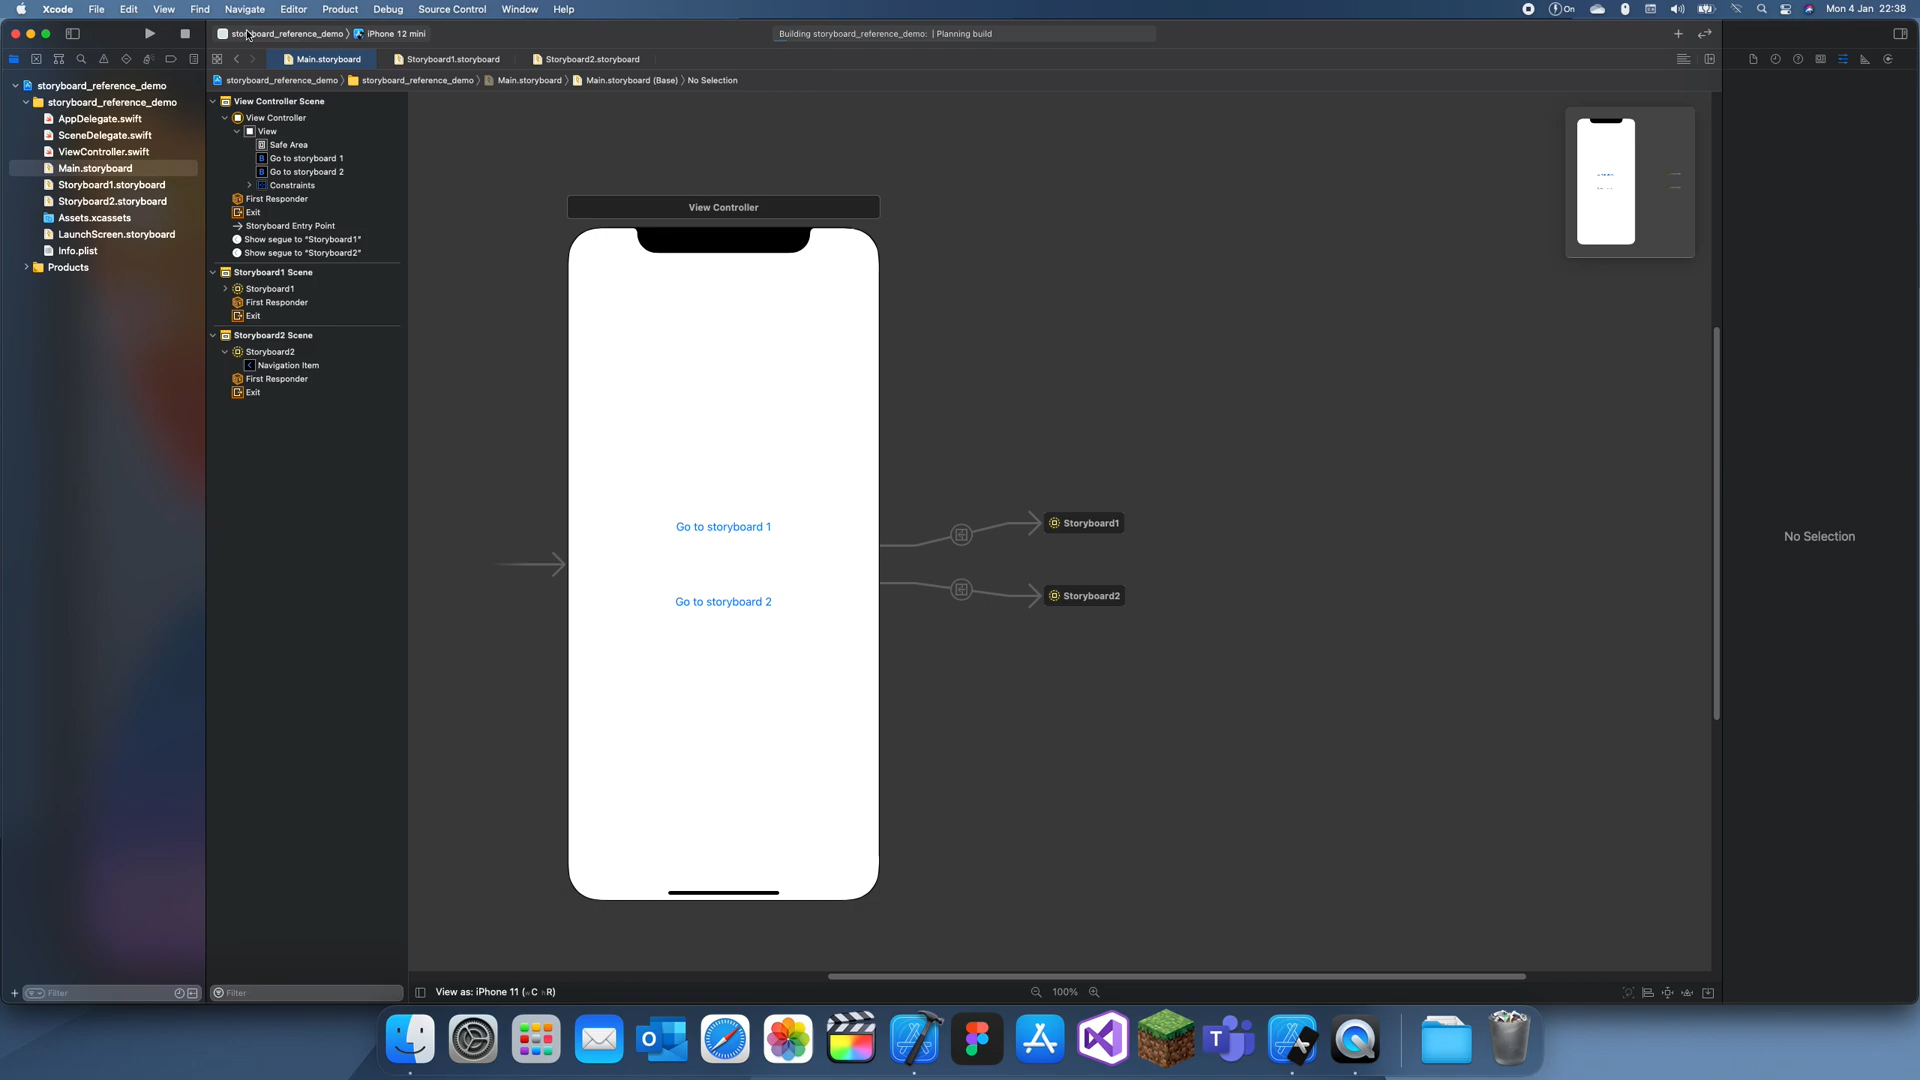 Xcode File Edit View Find Navigate Editor Product Debug Source Control Window Help
On
Mon 4 Jan 22:38
storyboard_reference_demo 〉 iPhone 12 mini
Building storyboard_reference_demo: | Planning build
Main.storyboard
Storyboard1.storyboard
Storyboard2.storyboard
storyboard_reference_demo 〉 storyboard_reference_demo 〉 Main.storyboard 〉 Main.storyboard (Base) 〉 No Selection
storyboard_reference_demo
storyboard_reference_demo
AppDelegate.swift
SceneDelegate.swift
ViewController.swift
Main.storyboard
Storyboard1.storyboard
Storyboard2.storyboard
Assets.xcassets
LaunchScreen.storyboard
Info.plist
Products
View Controller Scene
View Controller
View
Safe Area
B Go to storyboard 1
B Go to storyboard 2
Constraints
First Responder
Exit
Storyboard Entry Point
Show segue to "Storyboard1"
Show segue to "Storyboard2"
Storyboard1 Scene
Storyboard1
First Responder
Exit
Storyboard2 Scene
Storyboard2
Navigation Item
First Responder
Exit
View Controller
Go to storyboard 1
Go to storyboard 2
Storyboard1
Storyboard2
No Selection
Filter
Filter
View as: iPhone 11 (wC hR)
100%